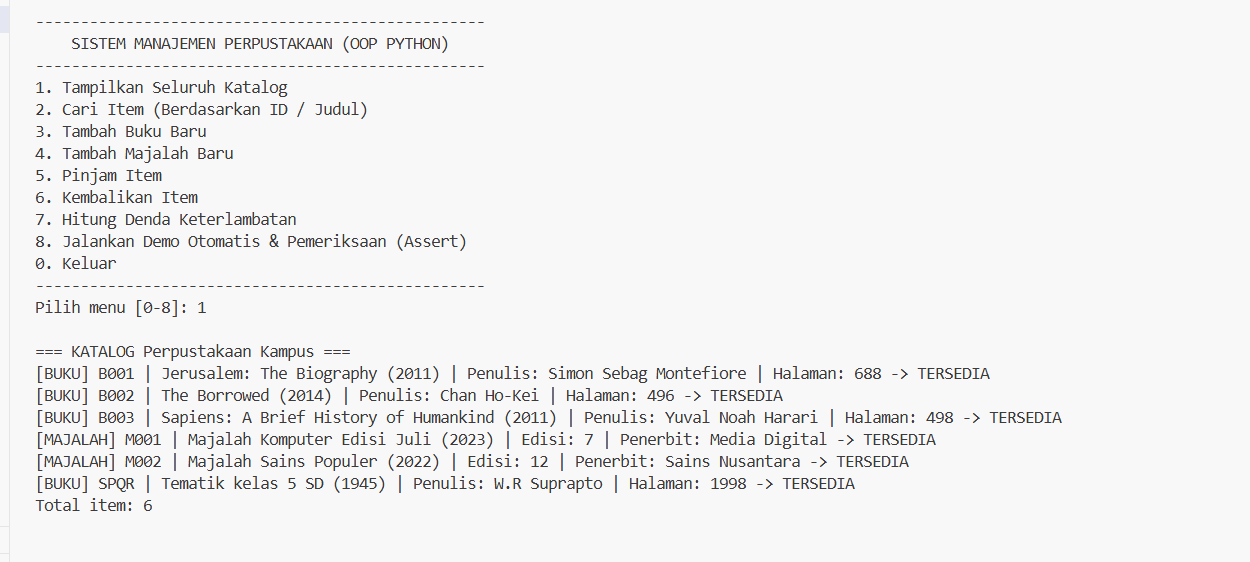 --------------------------------------------------
SISTEM MANAJEMEN PERPUSTAKAAN (OOP PYTHON)
--------------------------------------------------
1. Tampilkan Seluruh Katalog
2. Cari Item (Berdasarkan ID / Judul)
3. Tambah Buku Baru
4. Tambah Majalah Baru
5. Pinjam Item
6. Kembalikan Item
7. Hitung Denda Keterlambatan
8. Jalankan Demo Otomatis & Pemeriksaan (Assert)
0. Keluar
--------------------------------------------------
Pilih menu [0-8]: 1
=== KATALOG Perpustakaan Kampus ===
[BUKU] B001 | Jerusalem: The Biography (2011) | Penulis: Simon Sebag Montefiore | Halaman: 688 -> TERSEDIA
[BUKU] B002 | The Borrowed (2014) | Penulis: Chan Ho-Kei | Halaman: 496 -> TERSEDIA
[BUKU] B003 | Sapiens: A Brief History of Humankind (2011) | Penulis: Yuval Noah Harari | Halaman: 498 -> TERSEDIA
[MAJALAH] M001 | Majalah Komputer Edisi Juli (2023) | Edisi: 7 | Penerbit: Media Digital -> TERSEDIA
[MAJALAH] M002 | Majalah Sains Populer (2022) | Edisi: 12 | Penerbit: Sains Nusantara -> TERSEDIA
[BUKU] SPQR | Tematik kelas 5 SD (1945) | Penulis: W.R Suprapto | Halaman: 1998 -> TERSEDIA
Total item: 6